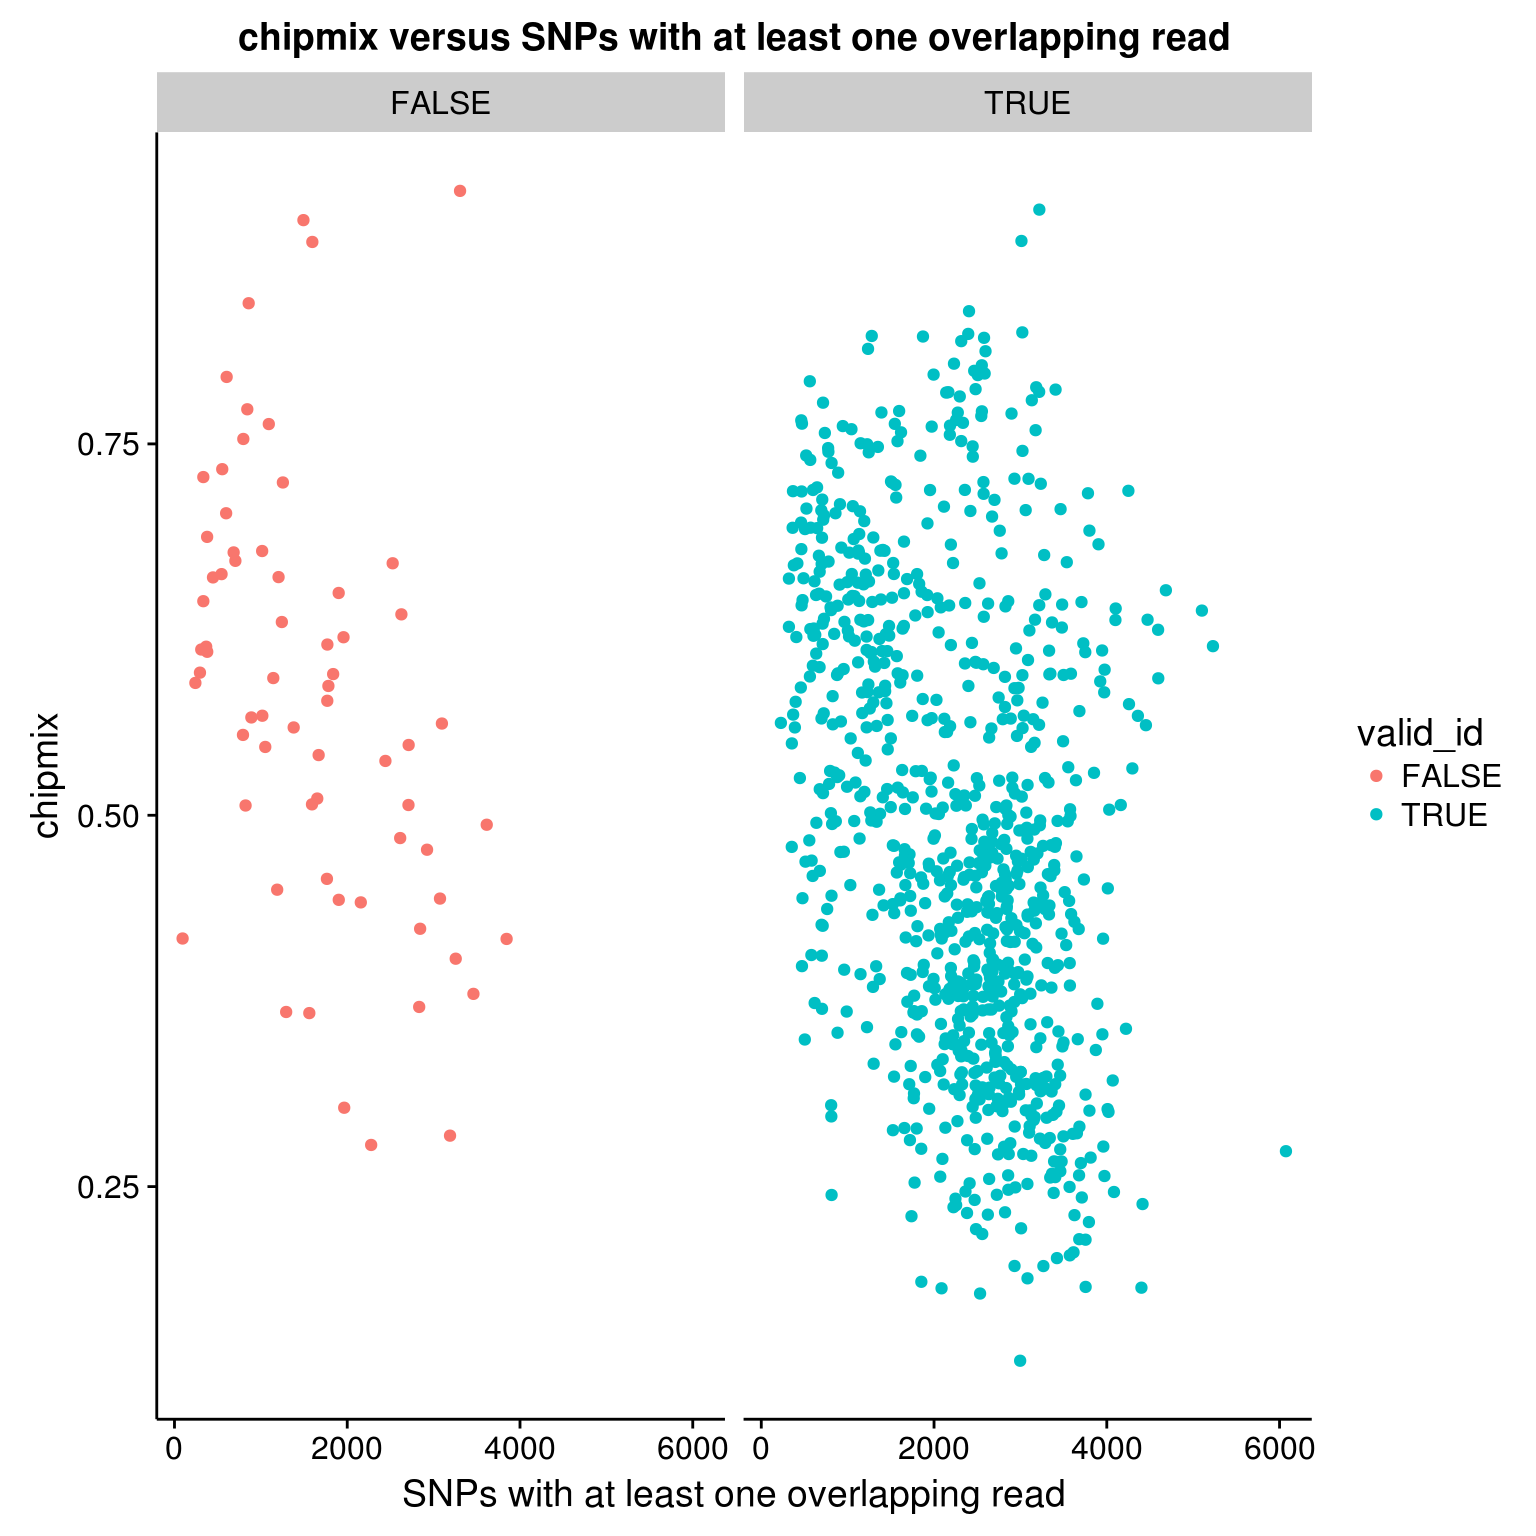 chipmix versus SNPs with at least one overlapping read
FALSE
TRUE
chipmix
0.75
0.50
0.25
0 2000 4000 6000
0 2000 4000 6000
SNPs with at least one overlapping read
valid_id
FALSE
TRUE